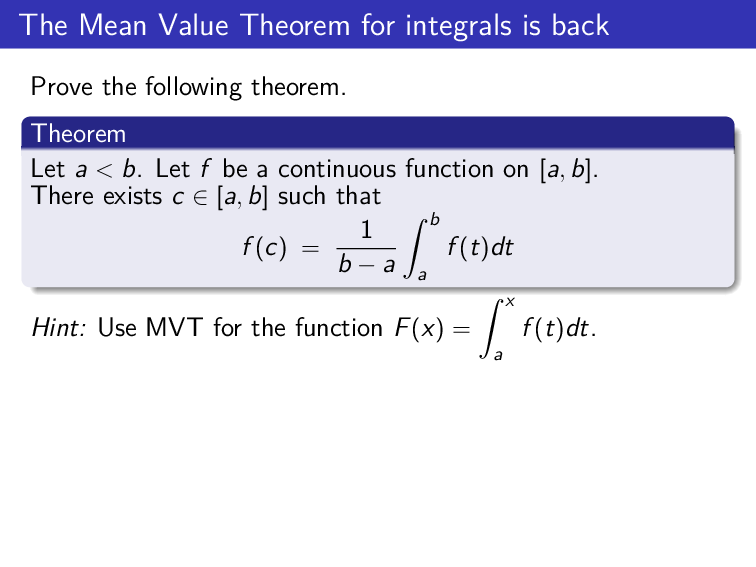 The Mean Value Theorem for integrals is back
Prove the following theorem.
Theorem
Let a < b. Let f be a continuous function on [a, b].
There exists c ∈ [a, b] such that
f(c) = \frac{1}{b − a} \int_a^b f(t)dt
Hint: Use MVT for the function F(x) = \int_a^x f(t)dt.